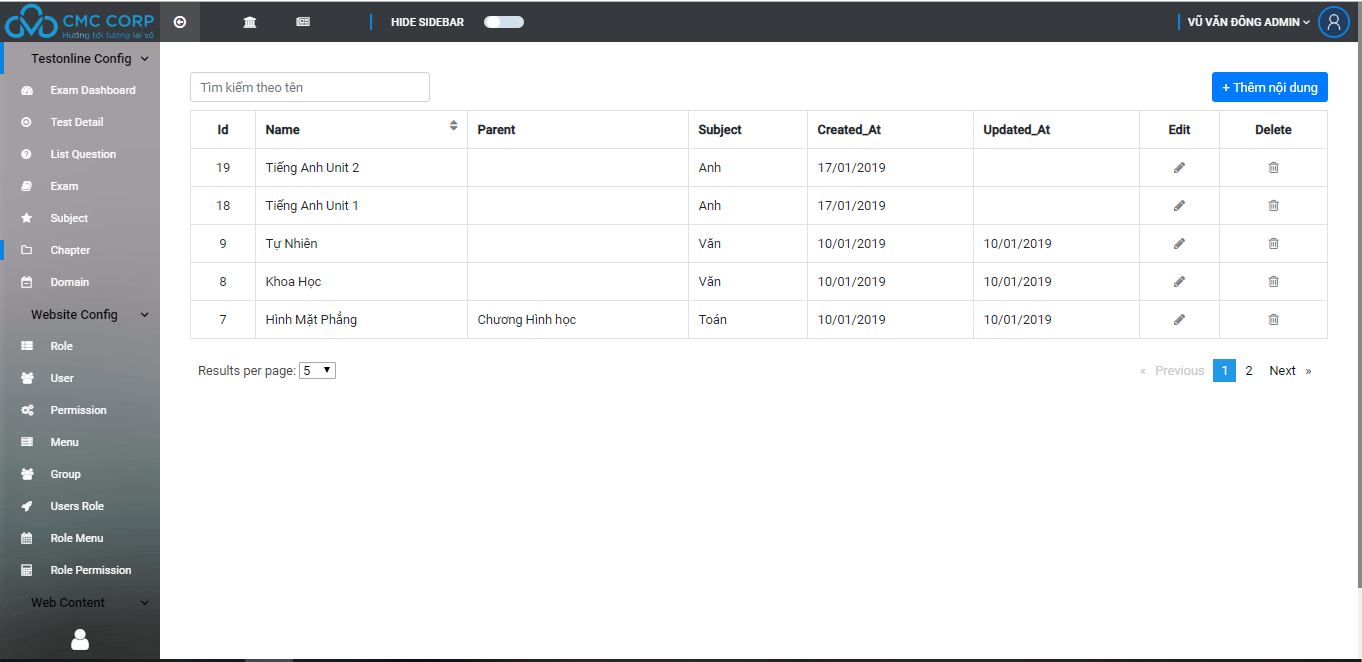 CMC CORP
Hướng tới tương lai số
HIDE SIDEBAR
VŨ VĂN ĐÔNG ADMIN
Testonline Config
Exam Dashboard
Test Detail
List Question
Exam
Subject
Chapter
Domain
Website Config
Role
User
Permission
Menu
Group
Users Role
Role Menu
Role Permission
Web Content
Tìm kiếm theo tên
+ Thêm nội dung
Id Name Parent Subject Created_At Updated_At Edit Delete
19 Tiếng Anh Unit 2 Anh 17/01/2019
18 Tiếng Anh Unit 1 Anh 17/01/2019
9 Tự Nhiên Văn 10/01/2019 10/01/2019
8 Khoa Học Văn 10/01/2019 10/01/2019
7 Hình Mặt Phẳng Chương Hình học Toán 10/01/2019 10/01/2019
Results per page: 5
« Previous 1 2 Next »